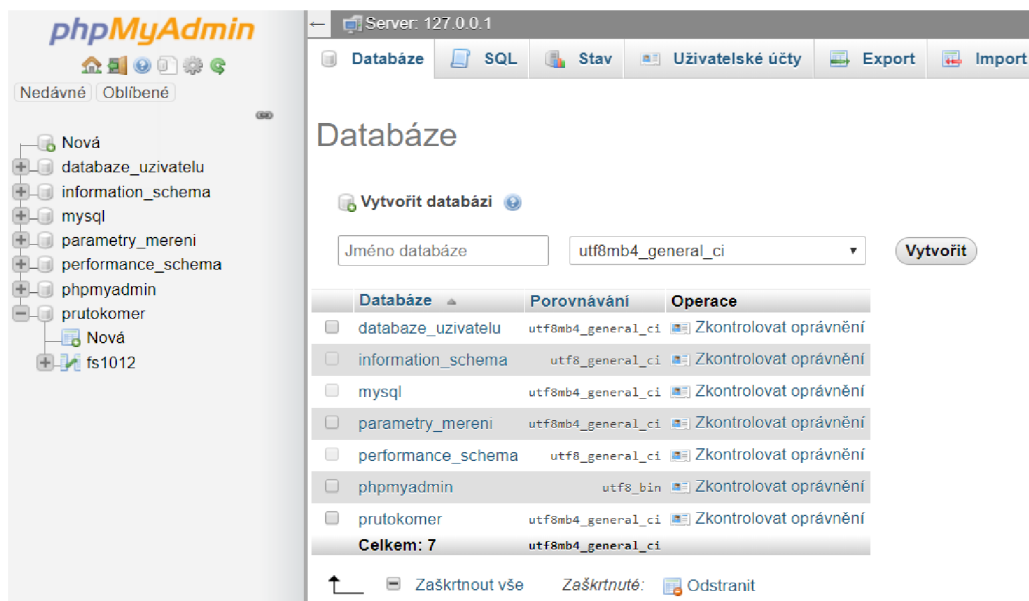 phpMyAdmin
Nedávné Oblíbené
Nová
databaze_uzivatelu
information_schema
mysql
parametry_mereni
performance_schema
phpmyadmin
prutokomer
Nová
fs1012
← Server: 127.0.0.1
Databáze SQL Stav Uživatelské účty Export Import
Databáze
Vytvořit databázi
Jméno databáze utf8mb4_general_ci Vytvořit
Databáze Porovnávání Operace
databaze_uzivatelu utf8mb4_general_ci Zkontrolovat oprávnění
information_schema utf8_general_ci Zkontrolovat oprávnění
mysql utf8mb4_general_ci Zkontrolovat oprávnění
parametry_mereni utf8mb4_general_ci Zkontrolovat oprávnění
performance_schema utf8_general_ci Zkontrolovat oprávnění
phpmyadmin utf8_bin Zkontrolovat oprávnění
prutokomer utf8mb4_general_ci Zkontrolovat oprávnění
Celkem: 7 utf8mb4_general_ci
Zaškrtnout vše Zaškrtnuté: Odstranit